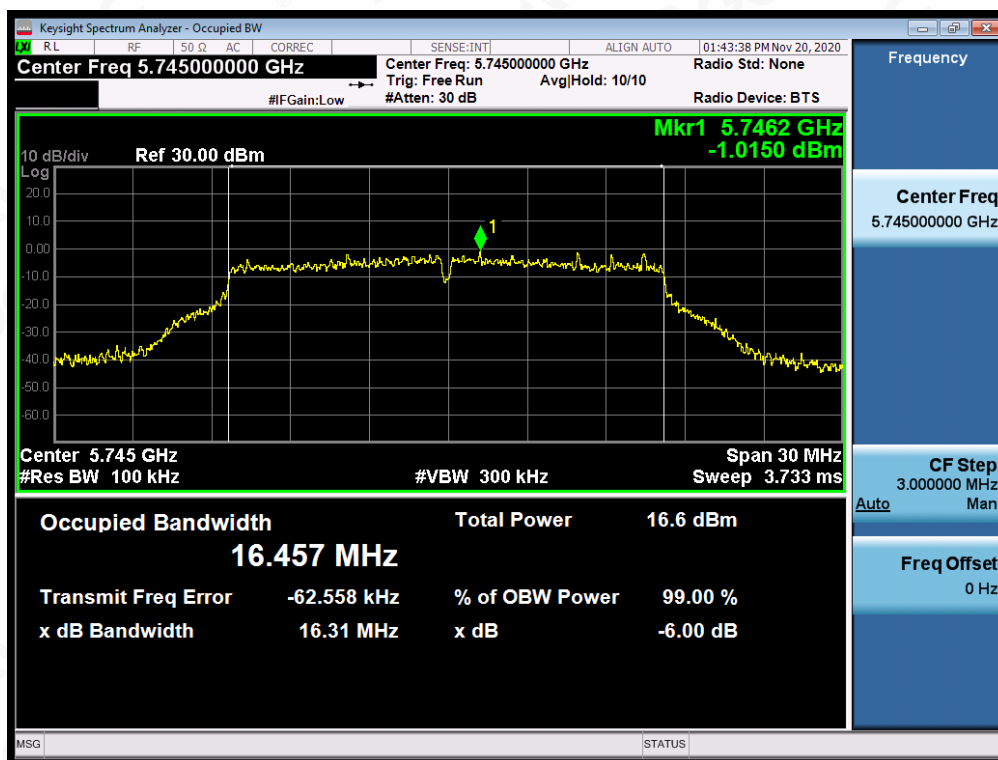 Keysight Spectrum Analyzer - Occupied BW
LXI RL RF 50 Ω AC CORREC SENSE:INT ALIGN AUTO 01:43:38 PM Nov 20, 2020
Center Freq 5.745000000 GHz
Center Freq: 5.745000000 GHz
Radio Std: None
Trig: Free Run Avg|Hold: 10/10
#IFGain:Low
#Atten: 30 dB
Radio Device: BTS
Mkr1 5.7462 GHz
-1.0150 dBm
10 dB/div Ref 30.00 dBm
Log
20.0
10.0
0.00
-10.0
-20.0
-30.0
-40.0
-50.0
-60.0
1
Center 5.745 GHz Span 30 MHz
#Res BW 100 kHz #VBW 300 kHz Sweep 3.733 ms
Occupied Bandwidth Total Power 16.6 dBm
16.457 MHz
Transmit Freq Error -62.558 kHz % of OBW Power 99.00 %
x dB Bandwidth 16.31 MHz x dB -6.00 dB
Frequency
Center Freq
5.745000000 GHz
CF Step
3.000000 MHz
Auto Man
Freq Offset
0 Hz
MSG STATUS